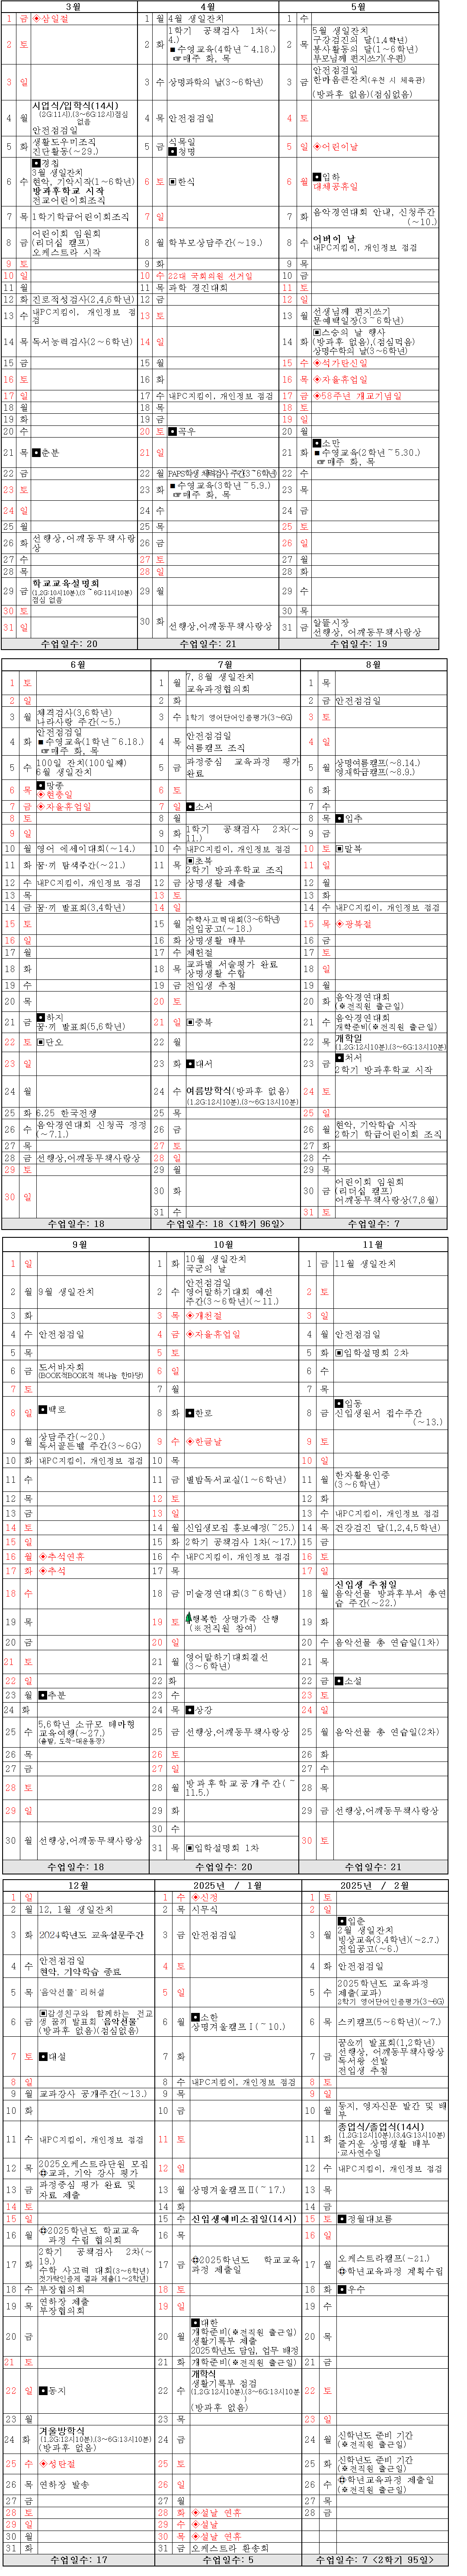 3월
1 금 ◈삼일절
2 토
3 일
4 월 시업식/입학식(14시)
(2G:11시),(3~6G:12시)점심 없음
안전점검일
5 화 생활도우미조직
진단활동(~29.)
6 수 ◘경칩
3월 생일잔치
현악, 기악시작(1~6학년)
방과후학교 시작
전교어린이회조직
7 목 1학기학급어린이회조직
8 금 어린이회 임원회
(리더십 캠프)
오케스트라 시작
9 토
10 일
11 월
12 화 진로적성검사(2,4,6학년)
13 수 내PC지킴이, 개인정보 점검
14 목 독서능력검사(2~6학년)
15 금
16 토
17 일
18 월
19 화
20 수
21 목 ◘춘분
22 금
23 토
24 일
25 월
26 화 선행상,어깨동무책사랑상
27 수
28 목
29 금 학교교육설명회
(1,2G:10시10분),(3~6G:11시10분)
점심 없음
30 토
31 일
수업일수: 20
4월
1 월 4월 생일잔치
2 화 1학기 공책검사 1차(~4.)
■수영교육(4학년~4.18.)
☞매주 화, 목
3 수 상명과학의 날(3~6학년)
4 목 안전점검일
5 금 식목일
◘청명
6 토 ▣한식
7 일
8 월 학부모상담주간(~19.)
9 화
10 수 22대 국회의원 선거일
11 목 과학 경진대회
12 금
13 토
14 일
15 월
16 화
17 수 내PC지킴이, 개인정보 점검
18 목
19 금
20 토 ◘곡우
21 일
22 월 PAPS학생 체력검사 주간(3~6학년)
23 화 ■수영교육(3학년~5.9.)
☞매주 화, 목
24 수
25 목
26 금
27 토
28 일
29 월
30 화 선행상,어깨동무책사랑상
수업일수: 21
5월
1 수
2 목 5월 생일잔치
구강검진의 달(1,4학년)
봉사활동의 달(1~6학년)
부모님께 편지쓰기(우편)
3 금 안전점검일
한마음큰잔치(우천 시 체육관)
(방과후 없음)(점심없음)
4 토
5 일 ◈어린이날
6 월 ◘입하
대체공휴일
7 화 음악경연대회 안내, 신청주간(~10.)
8 수 어버이 날
내PC지킴이, 개인정보 점검
9 목
10 금
11 토
12 일
13 월 선생님께 편지쓰기
문예백일장(3~6학년)
14 화 ▣스승의 날 행사
(방과후 없음),(점심먹음)
상명수학의 날(3~6학년)
15 수 ◈석가탄신일
16 목 ◈자율휴업일
17 금 ◈58주년 개교기념일
18 토
19 일
20 월
21 화 ◘소만
■수영교육(2학년~5.30.)
☞매주 화, 목
22 수
23 목
24 금
25 토
26 일
27 월
28 화
29 수
30 목
31 금 알뜰시장
선행상, 어깨동무책사랑상
수업일수: 19
6월
1 토
2 일
3 월 체격검사(3,6학년)
나라사랑 주간(~5.)
4 화 안전점검일
■수영교육(1학년~6.18.)
☞매주 화, 목
5 수 100일 잔치(100일째)
6월 생일잔치
6 목 ◘망종
◈현충일
7 금 ◈자율휴업일
8 토
9 일
10 월 영어 에세이대회(~14.)
11 화 꿈·끼 탐색주간(~21.)
12 수 내PC지킴이, 개인정보 점검
13 목
14 금 꿈·끼 발표회(3,4학년)
15 토
16 일
17 월
18 화
19 수
20 목
21 금 ◘하지
꿈·끼 발표회(5,6학년)
22 토 ▣단오
23 일
24 월
25 화 6.25 한국전쟁
26 수 음악경연대회 신청곡 정정(~7.1.)
27 목
28 금 선행상,어깨동무책사랑상
29 토
30 일
수업일수: 18
7월
1 월 7, 8월 생일잔치
교육과정협의회
2 화
3 수 1학기 영어단어인증평가(3~6G)
4 목 안전점검일
여름캠프 조직
5 금 과정중심 교육과정 평가 완료
6 토
7 일 ◘소서
8 월
9 화 1학기 공책검사 2차(~11.)
10 수 내PC지킴이, 개인정보 점검
11 목 ▣초복
2학기 방과후학교 조직
12 금 상명생활 제출
13 토
14 일
15 월 수학사고력대회(3~6학년)
전입공고(~18.)
16 화 상명생활 배부
17 수 제헌절
18 목 교과별 서술평가 완료
상명생활 수합
19 금 전입생 추첨
20 토
21 일 ▣중복
22 월
23 화 ◘대서
24 수 여름방학식(방과후 없음)
(1,2G:12시10분),(3~6G:13시10분)
25 목
26 금
27 토
28 일
29 월
30 화
31 수
수업일수: 18 <1학기 96일>
8월
1 목
2 금 안전점검일
3 토
4 일
5 월 상명여름캠프(~8.14.)
영재학급캠프(~8.9.)
6 화
7 수
8 목 ◘입추
9 금
10 토 ▣말복
11 일
12 월
13 화
14 수 내PC지킴이, 개인정보 점검
15 목 ◈광복절
16 금
17 토
18 일
19 월
20 화 음악경연대회
(※전직원 출근일)
21 수 음악경연대회
개학준비(※전직원 출근일)
22 목 개학일
(1,2G:12시10분),(3~6G:13시10분)
23 금 ◘처서
2학기 방과후학교 시작
24 토
25 일
26 월 현악, 기악학습 시작
2학기 학급어린이회 조직
27 화
28 수
29 목
30 금 어린이회 임원회
(리더십 캠프)
어깨동무책사랑상(7,8월)
31 토
수업일수: 7
9월
1 일
2 월 9월 생일잔치
3 화
4 수 안전점검일
5 목
6 금 도서바자회
(BOOK적BOOK적 책나눔 한마당)
7 토
8 일 ◘백로
9 월 상담주간(~20.)
독서골든벨 주간(3~6G)
10 화 내PC지킴이, 개인정보 점검
11 수
12 목
13 금
14 토
15 일
16 월 ◈추석연휴
17 화 ◈추석
18 수
19 목
20 금
21 토
22 일
23 월 ◘추분
24 화
25 수 5,6학년 소규모 테마형 교육여행(~27.)
(출발, 도착-대운동장)
26 목
27 금
28 토
29 일
30 월 선행상,어깨동무책사랑상
수업일수: 18
10월
1 화 10월 생일잔치
국군의 날
2 수 안전점검일
영어말하기대회 예선
주간(3~6학년)(~11.)
3 목 ◈개천절
4 금 ◈자율휴업일
5 토
6 일
7 월
8 화 ◘한로
9 수 ◈한글날
10 목
11 금 별밤독서교실(1~6학년)
12 토
13 일
14 월 신입생모집 홍보예정(~25.)
15 화 2학기 공책검사 1차(~17.)
16 수 내PC지킴이, 개인정보 점검
17 목
18 금 미술경연대회(3~6학년)
19 토 행복한 상명가족 산행
(※전직원 참여)
20 일
21 월 영어말하기대회결선
(3~6학년)
22 화
23 수
24 목 ◘상강
25 금 선행상,어깨동무책사랑상
26 토
27 일
28 월 방과후학교공개주간(~11.5.)
29 화
30 수
31 목 ▣입학설명회 1차
수업일수: 20
11월
1 금 11월 생일잔치
2 토
3 일
4 월 안전점검일
5 화 ▣입학설명회 2차
6 수
7 목
8 금 ◘입동
신입생원서 접수주간(~13.)
9 토
10 일
11 월 한자활용인증
(3~6학년)
12 화
13 수 내PC지킴이, 개인정보 점검
14 목 건강검진 달(1,2,4,5학년)
15 금
16 토
17 일
18 월 신입생 추첨일
음악선물 방과후부서 총연습 주간(~22.)
19 화
20 수 음악선물 총 연습일(1차)
21 목
22 금 ◘소설
23 토
24 일
25 월 음악선물 총 연습일(2차)
26 화
27 수
28 목
29 금 선행상,어깨동무책사랑상
30 토
수업일수: 21
12월
1 일
2 월 12, 1월 생일잔치
3 화 2024학년도 교육설문주간
4 수 안전점검일
현악, 기악학습 종료
5 목 '음악선물' 리허설
6 금 ▣감성친구와 함께하는 전교생 꿈끼 발표회 '음악선물'
(방과후 없음)(점심없음)
7 토 ◘대설
8 일
9 월 교과강사 공개주간(~13.)
10 화
11 수 내PC지킴이, 개인정보 점검
12 목 2025오케스트라단원 모집
교과, 기악 강사 평가
13 금 과정중심 평가 완료 및 자료 제출
14 토
15 일
16 월 2025학년도 학교교육과정 수립 협의회
17 화 2학기 공책검사 2차(~19.)
수학 사고력 대회(3~6학년)
젓가락인증제 결과 제출(1~2학년)
18 수 부장협의회
19 목 연하장 제출
부장협의회
20 금
21 토
22 일 ◘동지
23 월
24 화 겨울방학식
(1,2G:12시10분),(3~6G:13시10분)
(방과후 없음)
25 수 ◈성탄절
26 목 연하장 발송
27 금
28 토
29 일
30 월
31 화
수업일수: 17
2025년 / 1월
1 수 ◈신정
2 목 시무식
3 금 안전점검일
4 토
5 일
6 월 ◘소한
상명겨울캠프Ⅰ(~10.)
7 화
8 수 내PC지킴이, 개인정보 점검
9 목
10 금
11 토
12 일
13 월 상명겨울캠프Ⅱ(~17.)
14 화
15 수 신입생예비소집일(14시)
16 목
17 금 2025학년도 학교교육과정 제출일
18 토
19 일
20 월 ◘대한
개학준비(※전직원 출근일)
생활기록부 제출
2025학년도 담임, 업무 배정
21 화 개학준비(※전직원 출근일)
22 수 개학식
생활기록부 점검
(1,2G:12시10분),(3~6G:13시10분)
(방과후 없음)
23 목
24 금
25 토
26 일
27 월
28 화 ◈설날 연휴
29 수 ◈설날
30 목 ◈설날 연휴
31 금 오케스트라 환송회
수업일수: 5
2025년 / 2월
1 토
2 일
3 월 ◘입춘
2월 생일잔치
빙상교육(3,4학년)(~2.7.)
전입공고(~6.)
4 화 안전점검일
5 수 2025학년도 교육과정 제출(교과)
2학기 영어단어인증평가(3~6G)
6 목 스키캠프(5~6학년)(~7.)
7 금 꿈&끼 발표회(1,2학년)
선행상, 어깨동무책사랑상
독서왕 선발
전입생 추첨
8 토
9 일
10 월 동지, 영자신문 발간 및 배부
11 화 종업식/졸업식(14시)
(1,2G:12시10분),(3,4G:13시10분)
즐거운 상명생활 배부
·교사연수일
12 수 내PC지킴이, 개인정보 점검
13 목
14 금
15 토 ◘정월대보름
16 일
17 월 오케스트라캠프(~21.)
학년교육과정 계획수립
18 화 ◘우수
19 수
20 목
21 금
22 토
23 일
24 월 신학년도 준비 기간
(※전직원 출근일)
25 화 신학년도 준비 기간
(※전직원 출근일)
26 수 학년교육과정 제출일
(※전직원 출근일)
27 목
28 금
수업일수: 7 <2학기 95일>